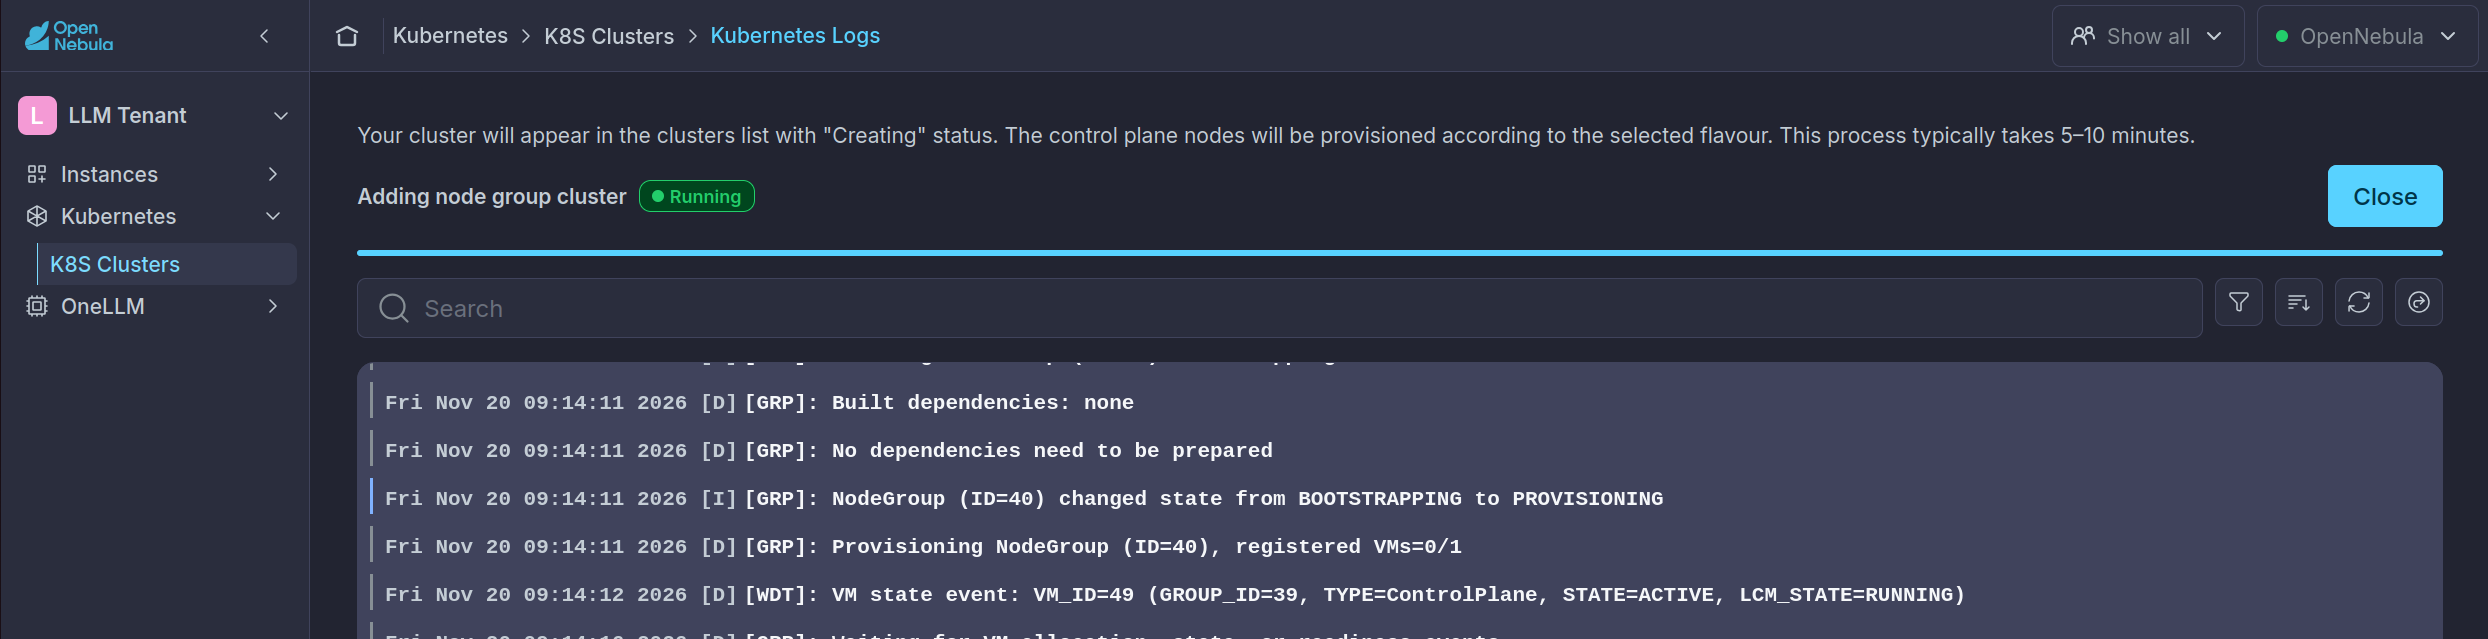 Open
Nebula
Kubernetes > K8S Clusters > Kubernetes Logs
Show all
OpenNebula
L LLM Tenant
Instances
Kubernetes
K8S Clusters
OneLLM
Your cluster will appear in the clusters list with "Creating" status. The control plane nodes will be provisioned according to the selected flavour. This process typically takes 5–10 minutes.
Adding node group cluster Running
Close
Search
Fri Nov 20 09:14:11 2026 [D] [GRP]: Built dependencies: none
Fri Nov 20 09:14:11 2026 [D] [GRP]: No dependencies need to be prepared
Fri Nov 20 09:14:11 2026 [I] [GRP]: NodeGroup (ID=40) changed state from BOOTSTRAPPING to PROVISIONING
Fri Nov 20 09:14:11 2026 [D] [GRP]: Provisioning NodeGroup (ID=40), registered VMs=0/1
Fri Nov 20 09:14:12 2026 [D] [WDT]: VM state event: VM_ID=49 (GROUP_ID=39, TYPE=ControlPlane, STATE=ACTIVE, LCM_STATE=RUNNING)
Fri Nov 20